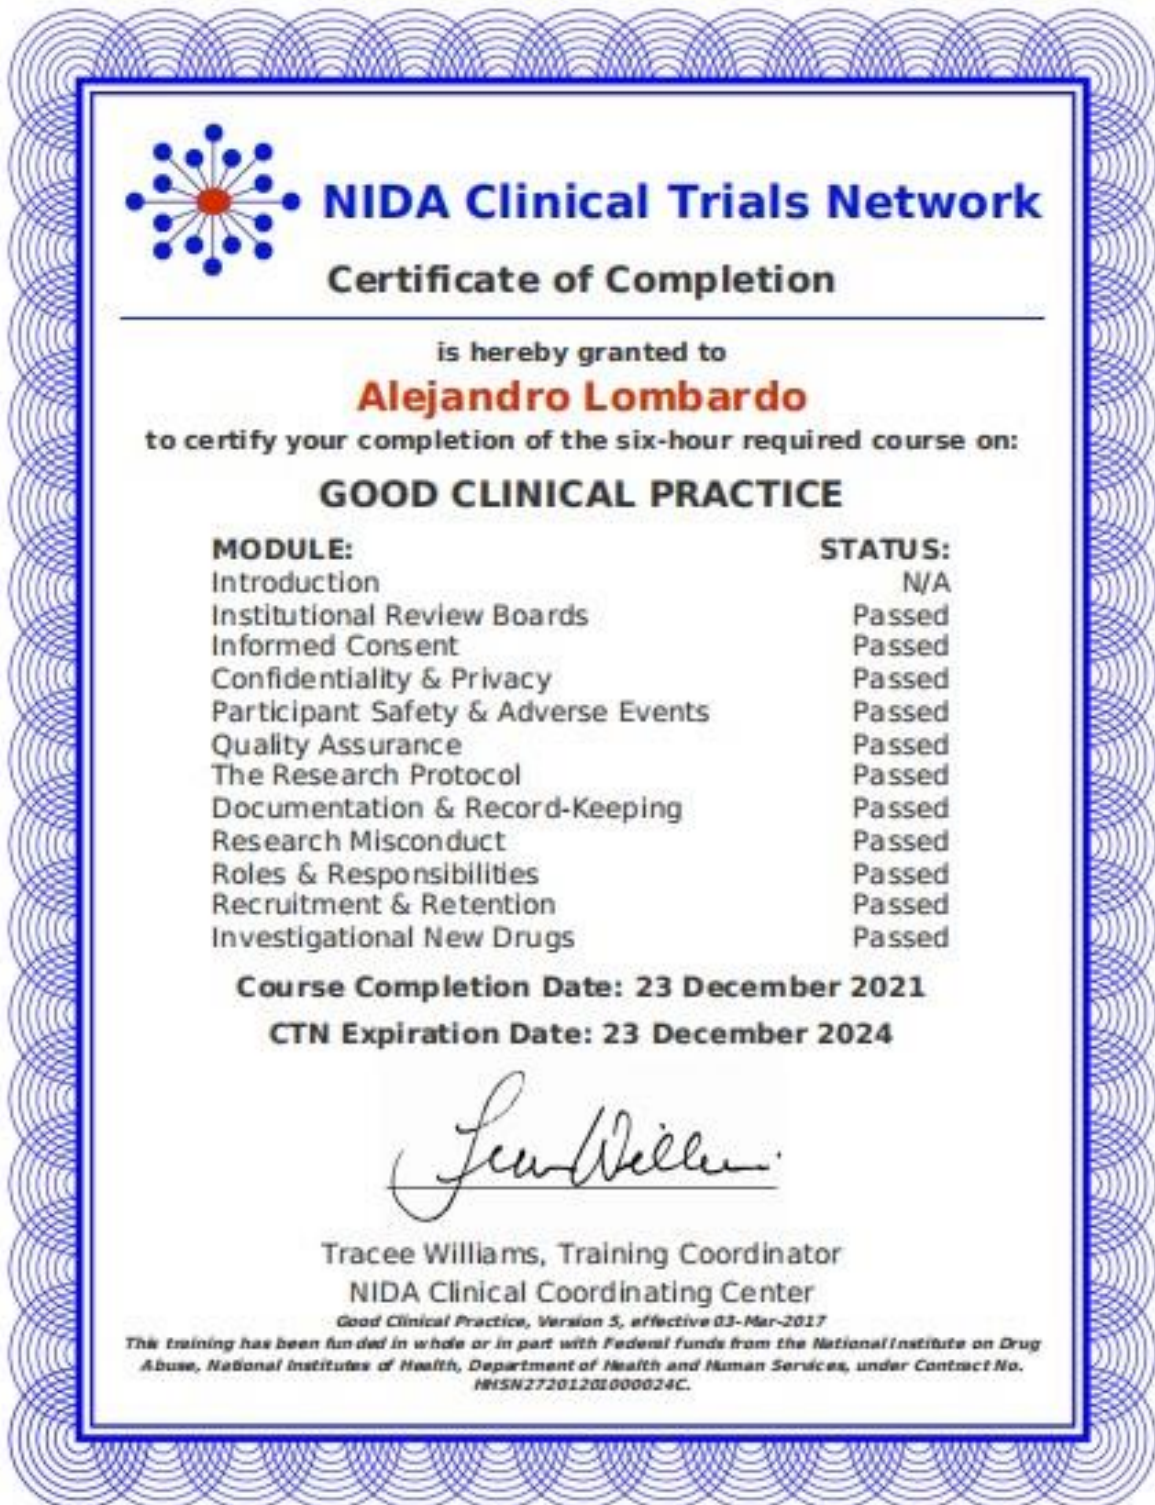 NIDA Clinical Trials Network
Certificate of Completion
is hereby granted to
Alejandro Lombardo
to certify your completion of the six-hour required course on:
GOOD CLINICAL PRACTICE
MODULE: STATUS:
Introduction N/A
Institutional Review Boards Passed
Informed Consent Passed
Confidentiality & Privacy Passed
Participant Safety & Adverse Events Passed
Quality Assurance Passed
The Research Protocol Passed
Documentation & Record-Keeping Passed
Research Misconduct Passed
Roles & Responsibilities Passed
Recruitment & Retention Passed
Investigational New Drugs Passed
Course Completion Date: 23 December 2021
CTN Expiration Date: 23 December 2024
Tracee Williams, Training Coordinator
NIDA Clinical Coordinating Center
Good Clinical Practice, Version 5, effective 03-Mar-2017
This training has been funded in whole or in part with Federal funds from the National Institute on Drug
Abuse, National Institutes of Health, Department of Health and Human Services, under Contract No.
HHSN272201201000024C.